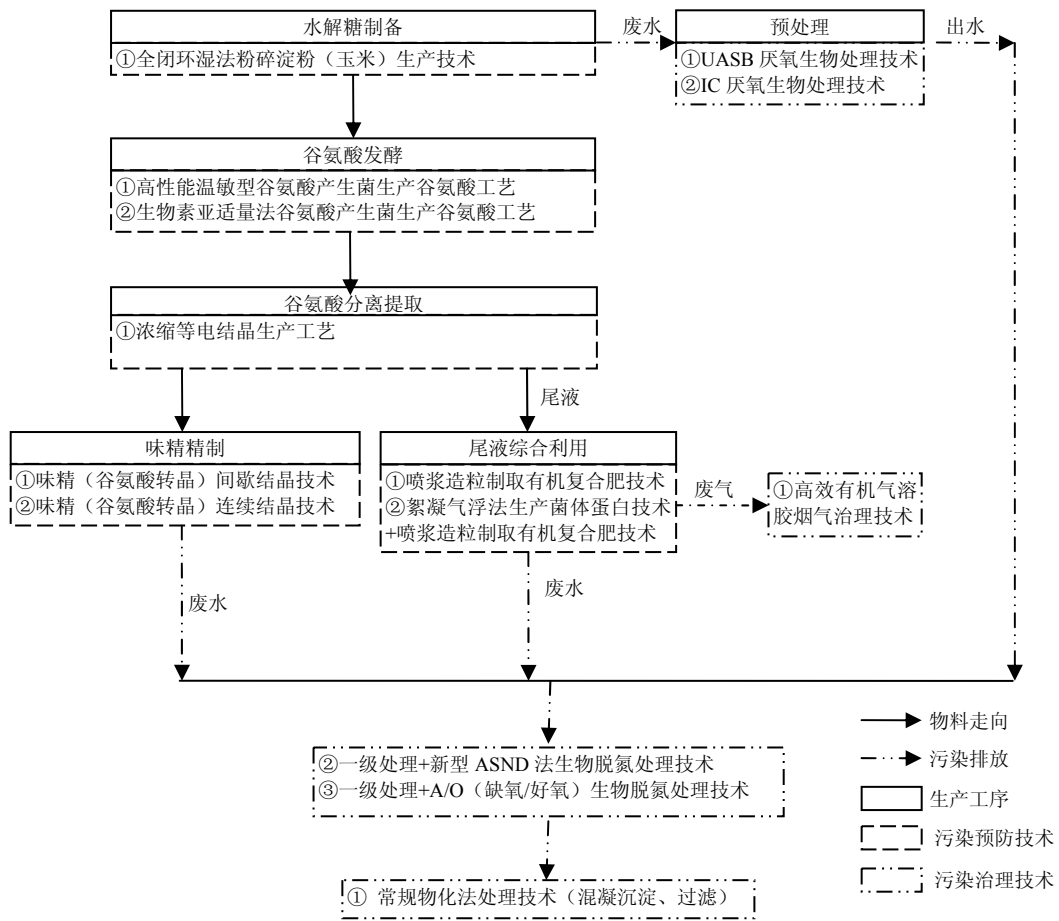 水解糖制备
废水
预处理
出水
①全闭环湿法粉碎淀粉（玉米）生产技术
①UASB 厌氧生物处理技术
②IC 厌氧生物处理技术
谷氨酸发酵
①高性能温敏型谷氨酸产生菌生产谷氨酸工艺
②生物素亚适量法谷氨酸产生菌生产谷氨酸工艺
谷氨酸分离提取
①浓缩等电结晶生产工艺
尾液
味精精制
①味精（谷氨酸转晶）间歇结晶技术
②味精（谷氨酸转晶）连续结晶技术
尾液综合利用
①喷浆造粒制取有机复合肥技术
②絮凝气浮法生产菌体蛋白技术
+喷浆造粒制取有机复合肥技术
废气
①高效有机气溶
胶烟气治理技术
废水
废水
②一级处理+新型 ASND 法生物脱氮处理技术
③一级处理+A/O（缺氧/好氧）生物脱氮处理技术
① 常规物化法处理技术（混凝沉淀、过滤）
物料走向
污染排放
生产工序
污染预防技术
污染治理技术